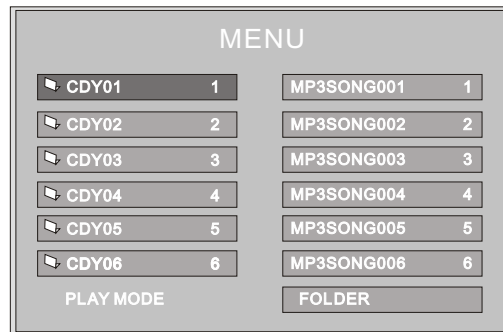 MENU
CDY01 1
MP3SONG001 1
CDY02 2
MP3SONG002 2
CDY03 3
MP3SONG003 3
CDY04 4
MP3SONG004 4
CDY05 5
MP3SONG005 5
CDY06 6
MP3SONG006 6
PLAY MODE
FOLDER